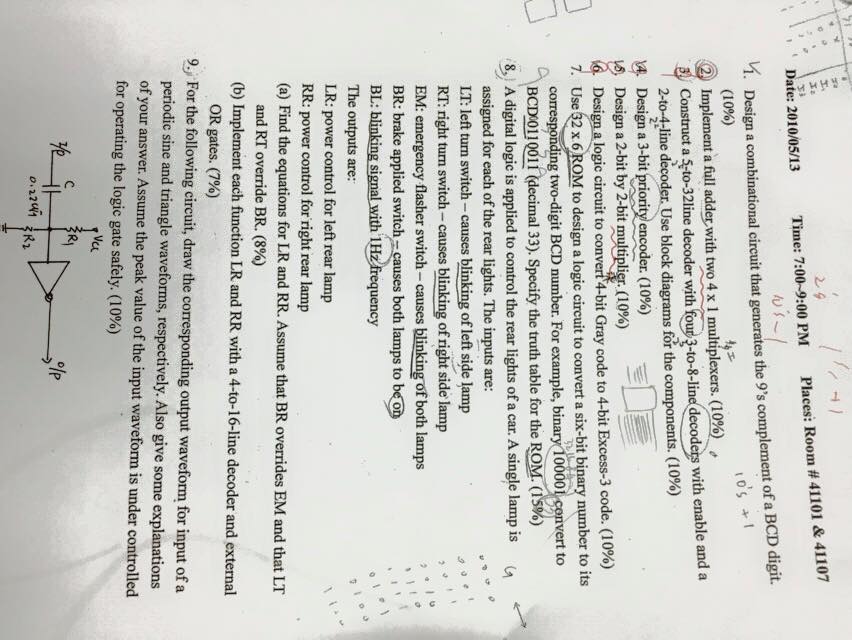 2's
1's +1
Date: 2010/05/13 Time: 7:00~9:00 PM Places: Room # 41101 & 41107
10's +1
1. Design a combinational circuit that generates the 9's complement of a BCD digit.
(10%)
2. Implement a full adder with two 4 x 1 multiplexers. (10%)
3. Construct a 5-to-32line decoder with four 3-to-8-line decoders with enable and a
2-to-4-line decoder. Use block diagrams for the components. (10%)
14. Design a 3-bit priority encoder. (10%)
15. Design a 2-bit by 2-bit multiplier. (10%)
16. Design a logic circuit to convert 4-bit Gray code to 4-bit Excess-3 code. (10%)
7. Use 32 x 6 ROM to design a logic circuit to convert a six-bit binary number to its
corresponding two-digit BCD number. For example, binary 100001 convert to
BCD 0110011 (decimal 33). Specify the truth table for the ROM. (15%)
8. A digital logic is applied to control the rear lights of a car. A single lamp is
G
assigned for each of the rear lights. The inputs are:
LT: left turn switch – causes blinking of left side lamp
RT: right turn switch – causes blinking of right side lamp
EM: emergency flasher switch – causes blinking of both lamps
BR: brake applied switch – causes both lamps to be on
BL: blinking signal with 1Hz frequency
The outputs are:
LR: power control for left rear lamp
RR: power control for right rear lamp
(a) Find the equations for LR and RR. Assume that BR overrides EM and that LT
and RT override BR. (8%)
(b) Implement each function LR and RR with a 4-to-16-line decoder and external
OR gates. (7%)
9. For the following circuit, draw the corresponding output waveform for input of a
periodic sine and triangle waveforms, respectively. Also give some explanations
of your answer. Assume the peak value of the input waveform is under controlled
for operating the logic gate safely. (10%)
Vcc
I/P C R1 O/P
R2